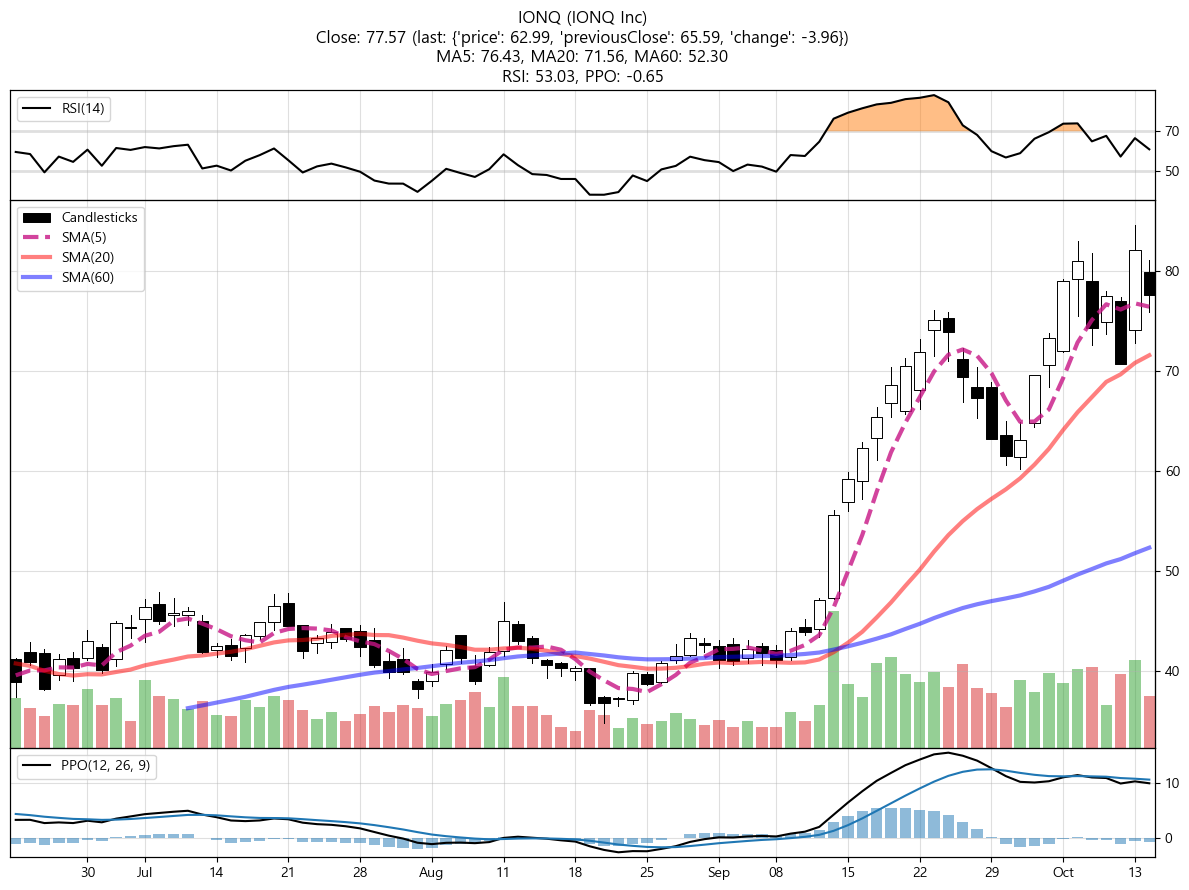 IONQ (IONQ Inc)
Close: 77.57 (last: {'price': 62.99, 'previousClose': 65.59, 'change': -3.96})
MA5: 76.43, MA20: 71.56, MA60: 52.30
RSI: 53.03, PPO: -0.65
RSI(14)
70
50
Candlesticks
SMA(5)
SMA(20)
SMA(60)
80
70
60
50
40
PPO(12, 26, 9)
10
0
30 Jul 14 21 28 Aug 11 18 25 Sep 08 15 22 29 Oct 13